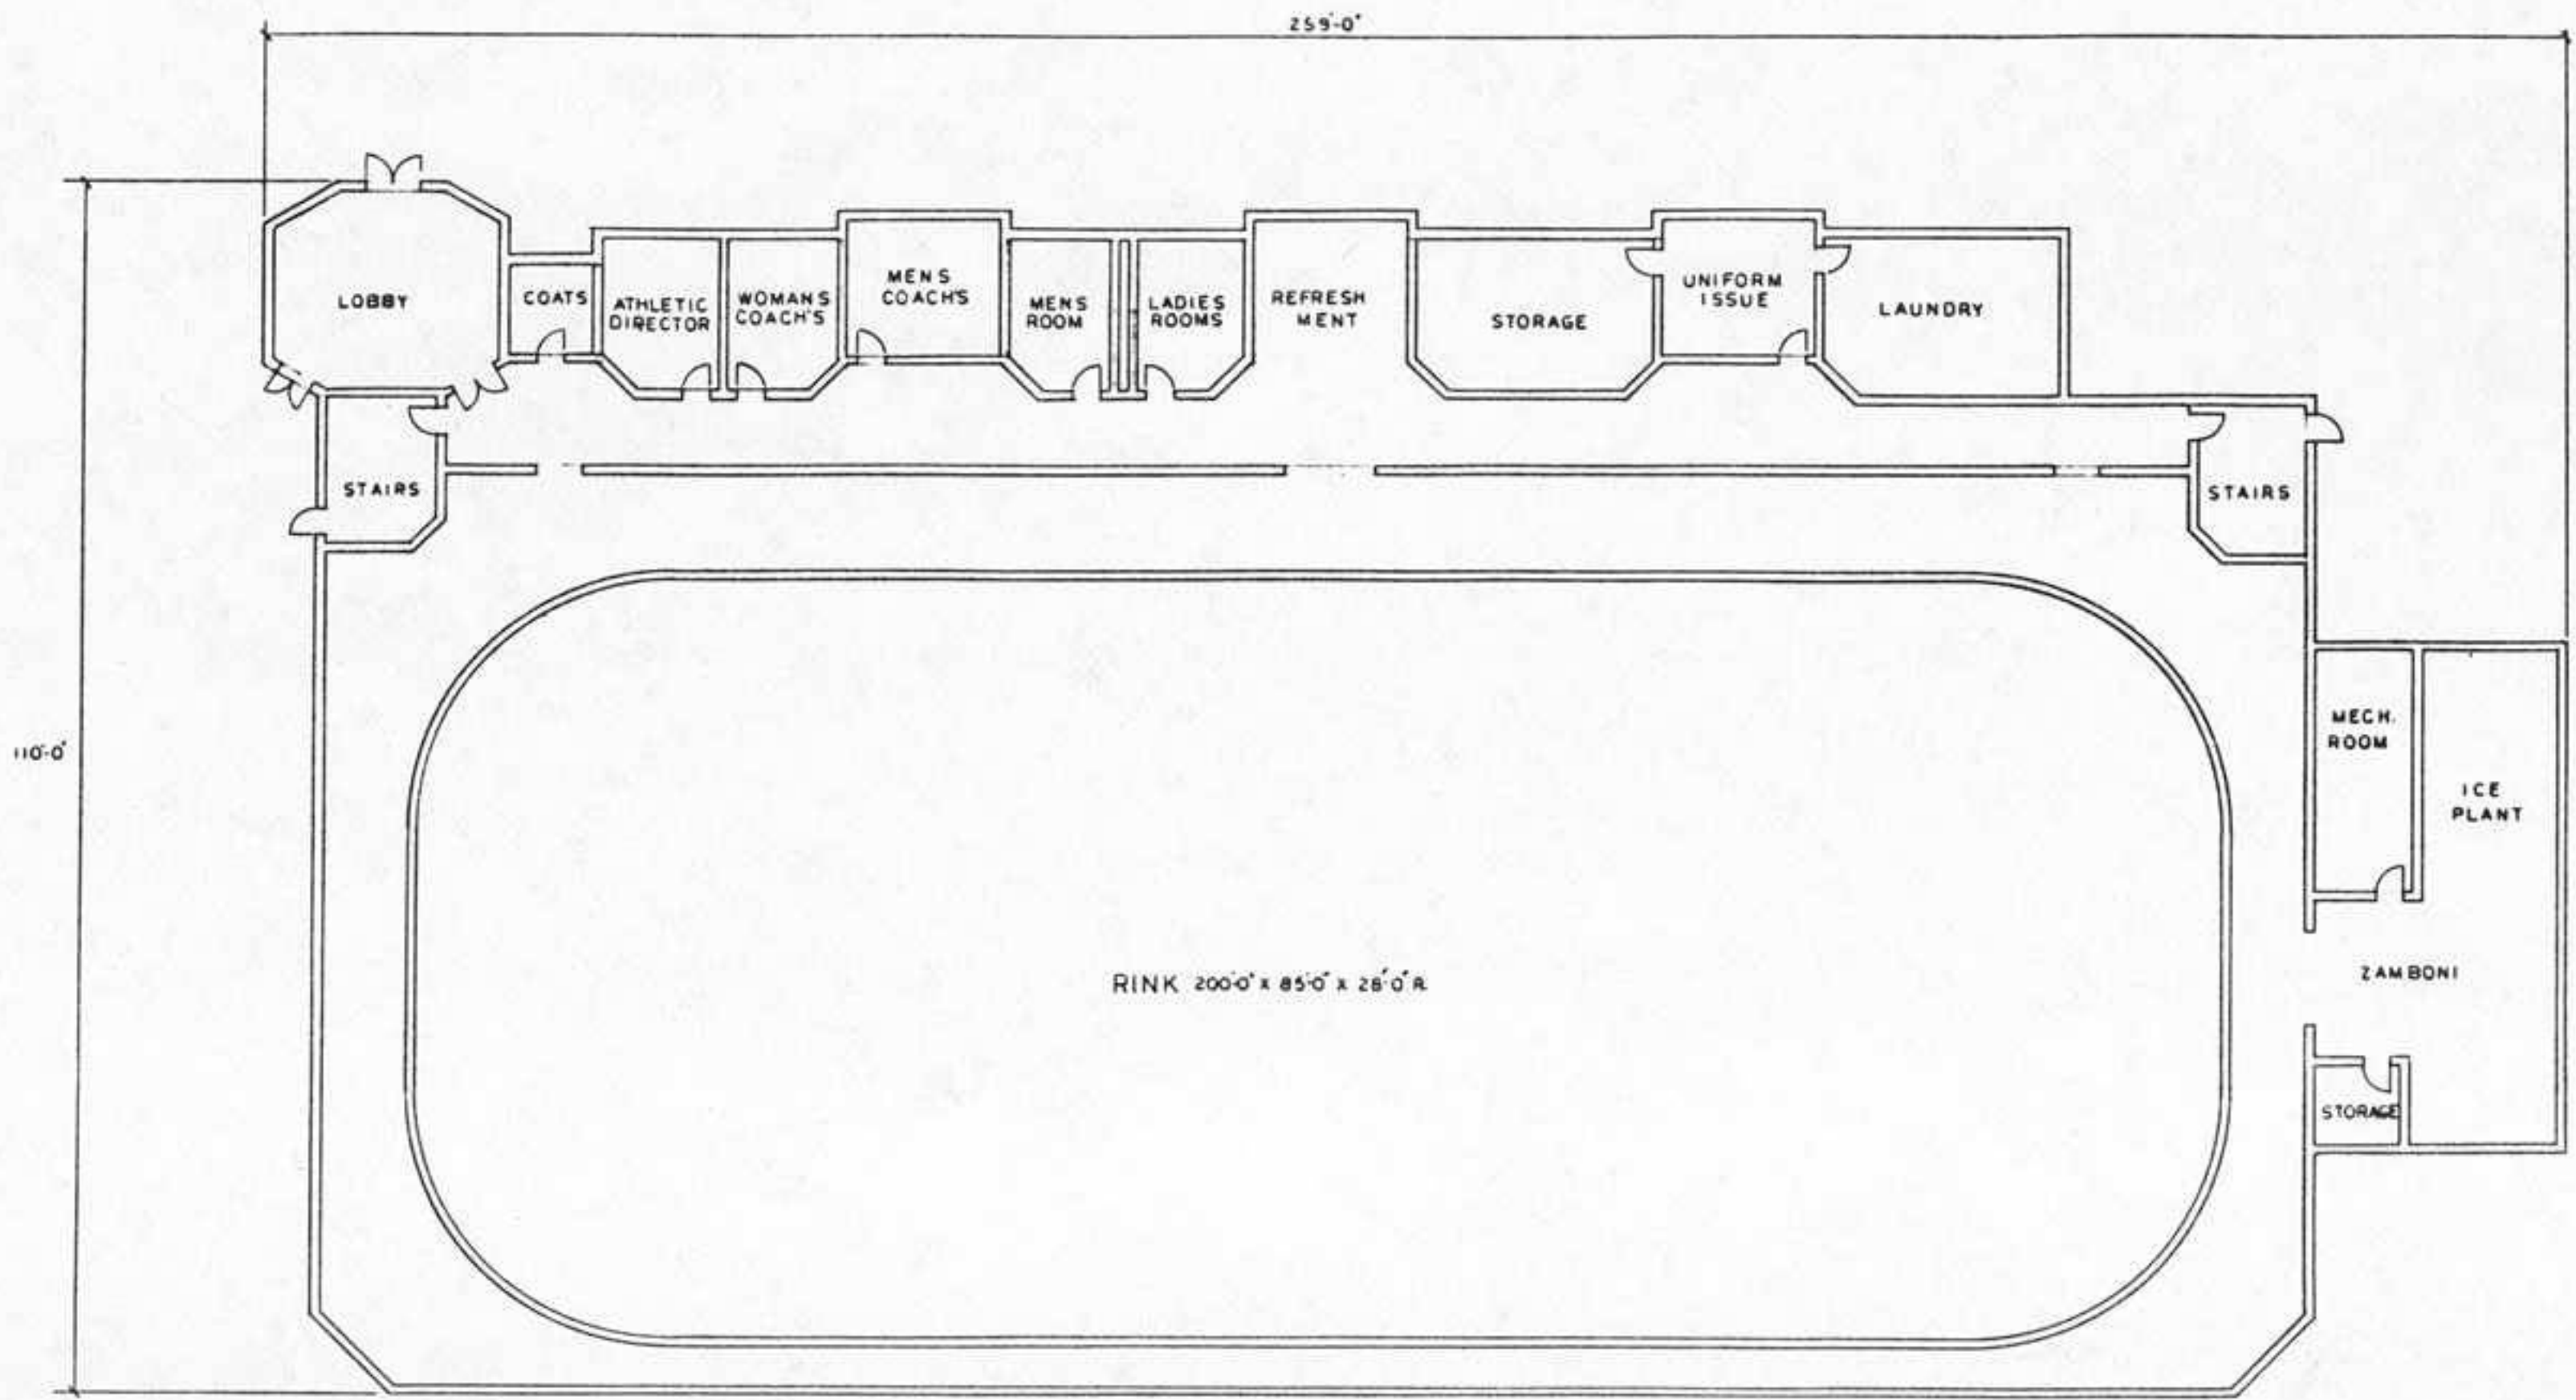 259'-0"
LOBBY
COATS
ATHLETIC
DIRECTOR
WOMAN'S
COACH'S
MENS
COACH'S
MENS
ROOM
LADIES
ROOMS
REFRESH
MENT
STORAGE
UNIFORM
ISSUE
LAUNDRY
STAIRS
STAIRS
110'-0"
MECH.
ROOM
ICE
PLANT
RINK 200'-0" x 85'-0" x 28'-0" R.
ZAMBONI
STORAGE